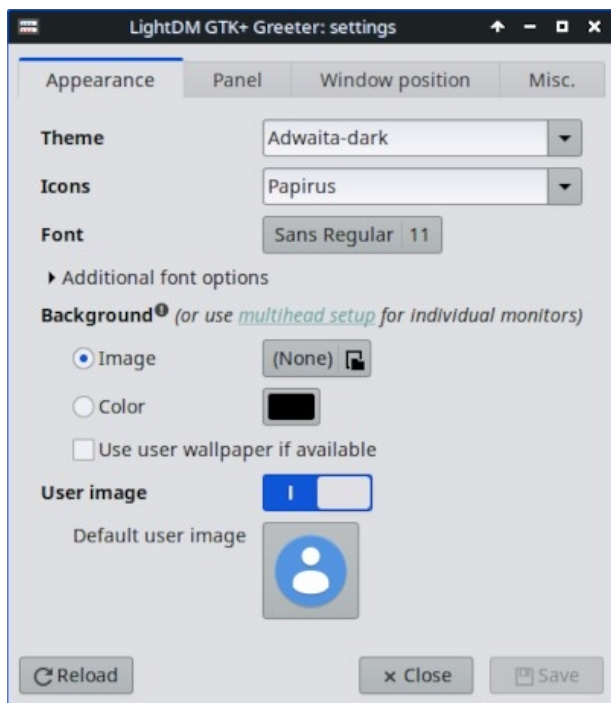 LightDM GTK+ Greeter: settings
Appearance Panel Window position Misc.
Theme Adwaita-dark
Icons Papirus
Font Sans Regular 11
Additional font options
Background (or use multihead setup for individual monitors)
Image (None)
Color
Use user wallpaper if available
User image
Default user image
Reload Close Save